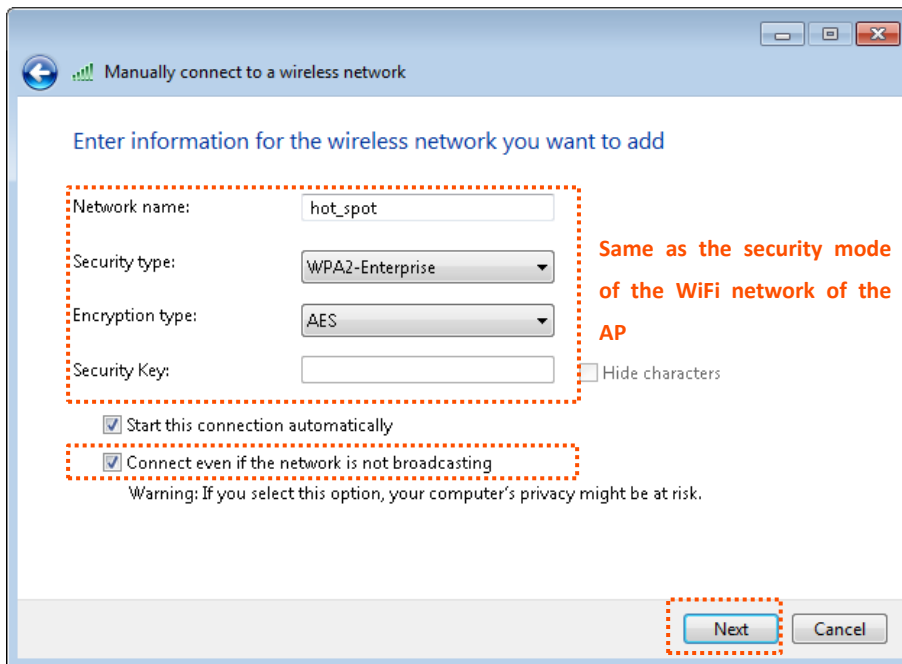 Manually connect to a wireless network
Enter information for the wireless network you want to add
Network name:
hot_spot
Security type:
WPA2-Enterprise
Encryption type:
AES
Security Key:
Hide characters
Same as the security mode
of the WiFi network of the
AP
Start this connection automatically
Connect even if the network is not broadcasting
Warning: If you select this option, your computer's privacy might be at risk.
Next
Cancel